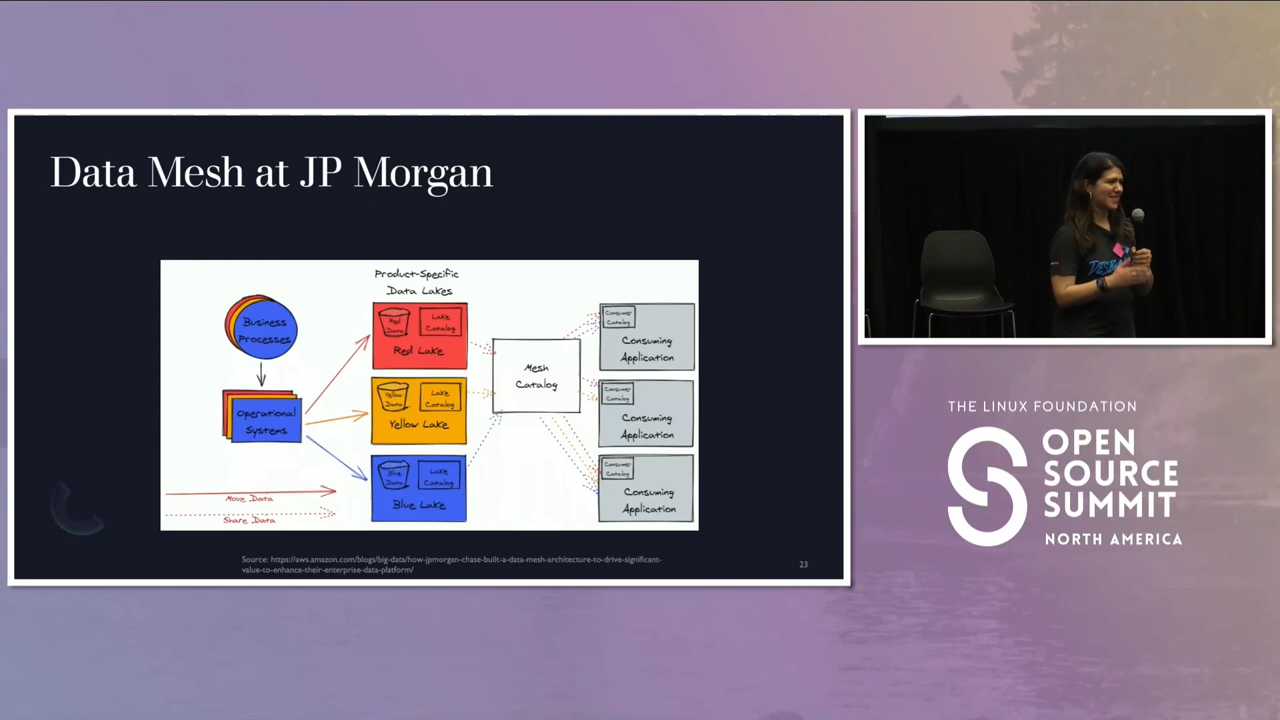 Data Mesh at JP Morgan
Product-Specific
Data Lakes
Business
Processes
Operational
Systems
Move Data
Share Data
Red
Data
Lake
Catalog
Red Lake
Yellow
Data
Lake
Catalog
Yellow Lake
Blue
Data
Lake
Catalog
Blue Lake
Mesh
Catalog
Consumer
Catalog
Consuming
Application
Consumer
Catalog
Consuming
Application
Consumer
Catalog
Consuming
Application
Source: https://aws.amazon.com/blogs/big-data/how-jpmorgan-chase-built-a-data-mesh-architecture-to-drive-significant-
value-to-enhance-their-enterprise-data-platform/
23
THE LINUX FOUNDATION
OPEN
SOURCE
SUMMIT
NORTH AMERICA